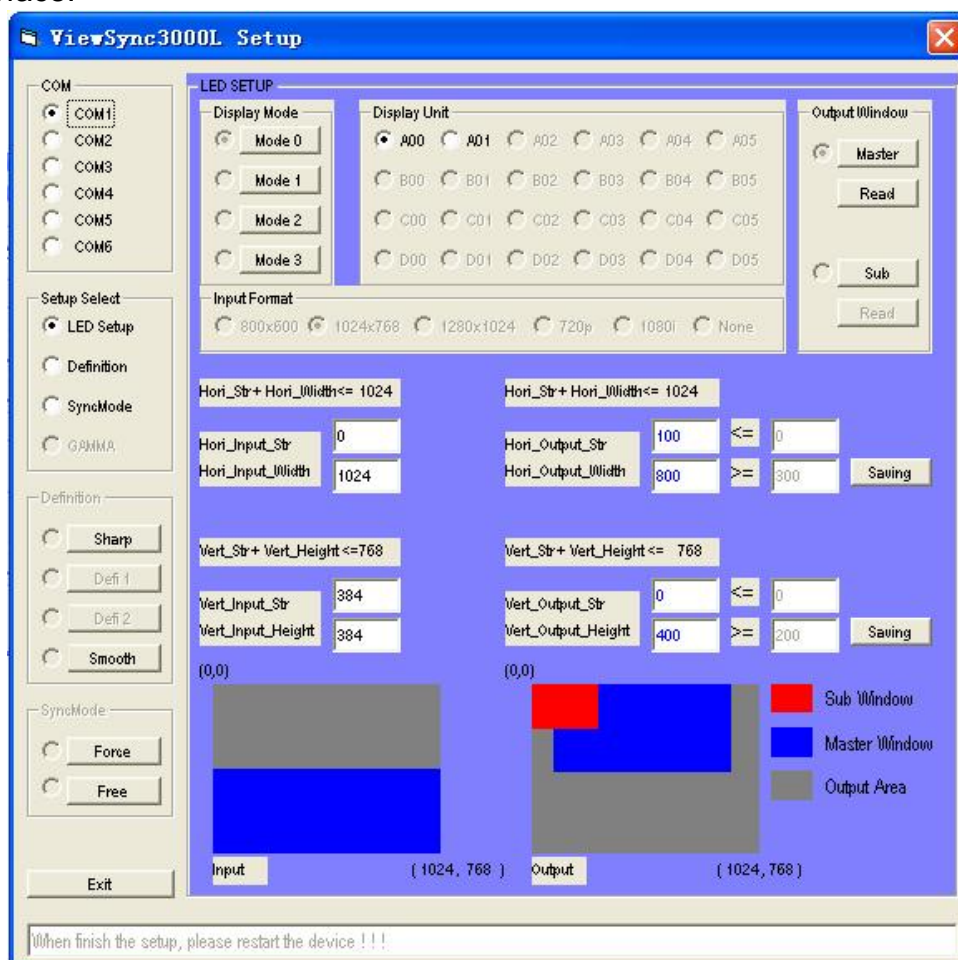 ViewSync3000L Setup
COM
COM1
COM2
COM3
COM4
COM5
COM6
Setup Select
LED Setup
Definition
SyncMode
GAMMA
Definition
Sharp
Defi 1
Defi 2
Smooth
SyncMode
Force
Free
Exit
LED SETUP
Display Mode
Mode 0
Mode 1
Mode 2
Mode 3
Display Unit
A00 A01 A02 A03 A04 A05
B00 B01 B02 B03 B04 B05
C00 C01 C02 C03 C04 C05
D00 D01 D02 D03 D04 D05
Output Window
Master
Read
Sub
Read
Input Format
800x600 1024x768 1280x1024 720p 1080i None
Hori_Str+ Hori_Width<= 1024
Hori_Input_Str 0
Hori_Input_Width 1024
Hori_Str+ Hori_Width<= 1024
Hori_Output_Str 100 <= 0
Hori_Output_Width 800 >= 300 Saving
Vert_Str+ Vert_Height<=768
Vert_Input_Str 384
Vert_Input_Height 384
Vert_Str+ Vert_Height<= 768
Vert_Output_Str 0 <= 0
Vert_Output_Height 400 >= 200 Saving
(0,0)
Input ( 1024, 768 )
(0,0)
Output ( 1024, 768 )
Sub Window
Master Window
Output Area
When finish the setup, please restart the device ! ! !